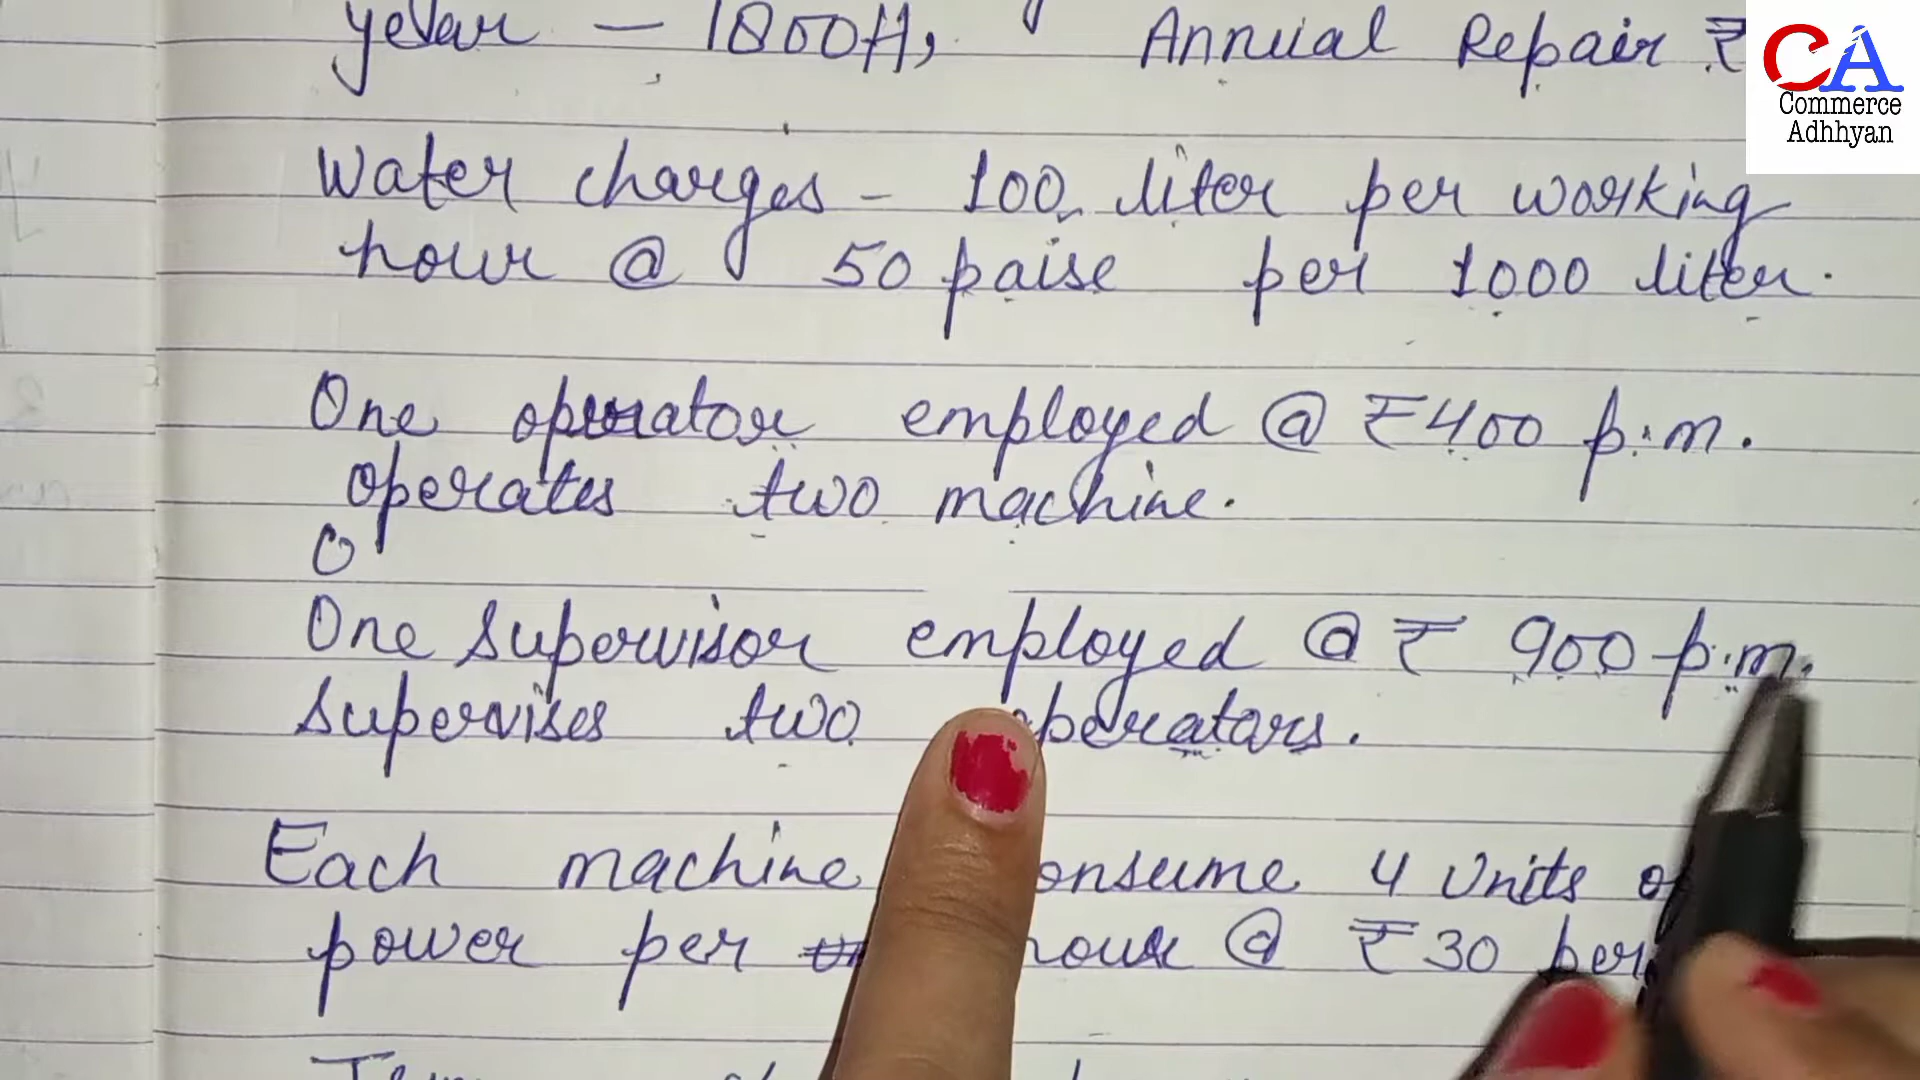 year - 1800H, Annual Repair ₹
CA
Commerce
Adhhyan
Water charges - 100 liter per working
hour @ 50 paise per 1000 liter.
One operator employed @ ₹400 p.m.
operates two machine.
O
One Supervisor employed @ ₹ 900 p.m.
supervises two operators.
Each machine onsume 4 Units of
power per hour @ ₹30 per